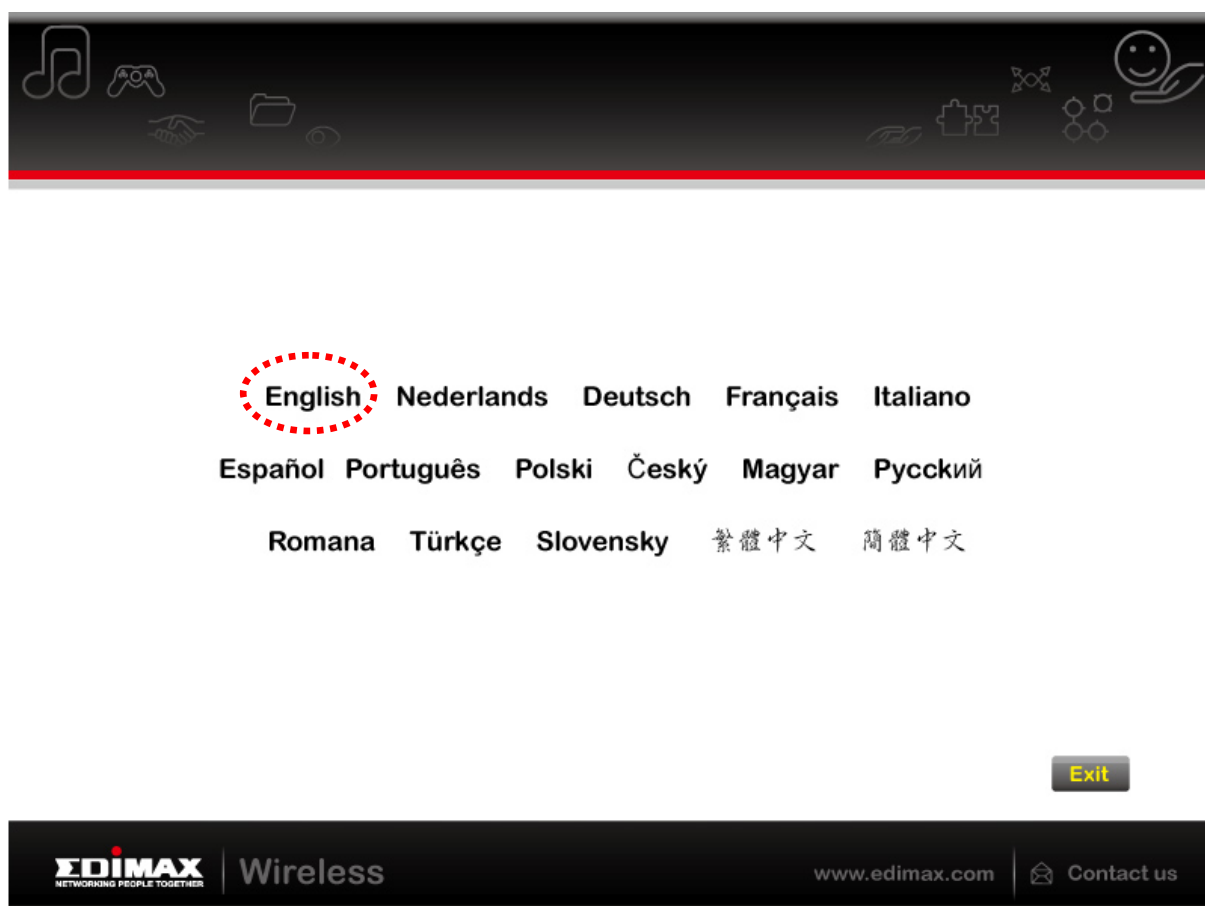 English Nederlands Deutsch Français Italiano
Español Português Polski Český Magyar Pycckий
Romana Türkçe Slovensky 繁體中文 簡體中文
Exit
EDIMAX
NETWORKING PEOPLE TOGETHER
Wireless
www.edimax.com
Contact us